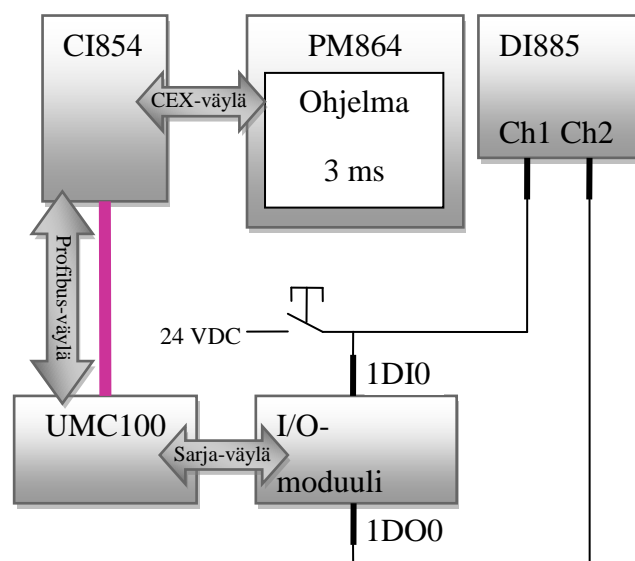 CI854
PM864
DI885
CEX-väylä
Ohjelma
3 ms
Ch1 Ch2
Profibus-väylä
24 VDC
1DI0
UMC100
Sarja-väylä
I/O-
moduuli
1DO0